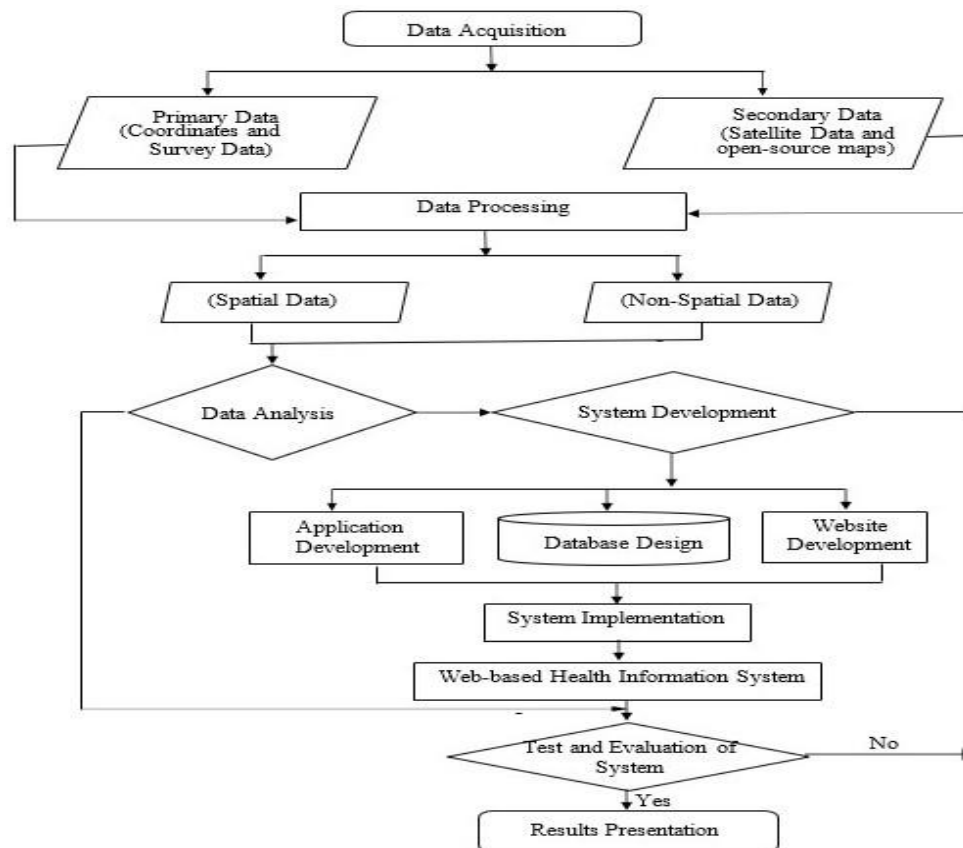 Data Acquisition
Primary Data
(Coordinates and
Survey Data)
Secondary Data
(Satellite Data and
open-source maps)
Data Processing
(Spatial Data)
(Non-Spatial Data)
Data Analysis
System Development
Application
Development
Database Design
Website
Development
System Implementation
Web-based Health Information System
Test and Evaluation of
System
No
Yes
Results Presentation